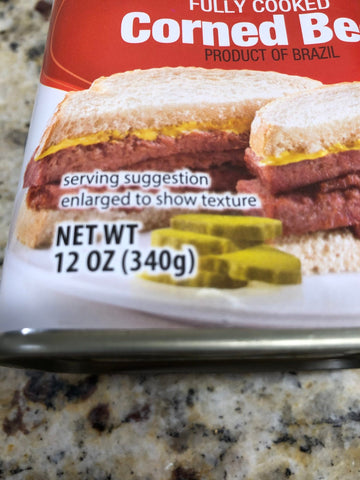 FULLY COOKED
Corned Be
PRODUCT OF BRAZIL
serving suggestion
enlarged to show texture
NET WT
12 OZ (340g)